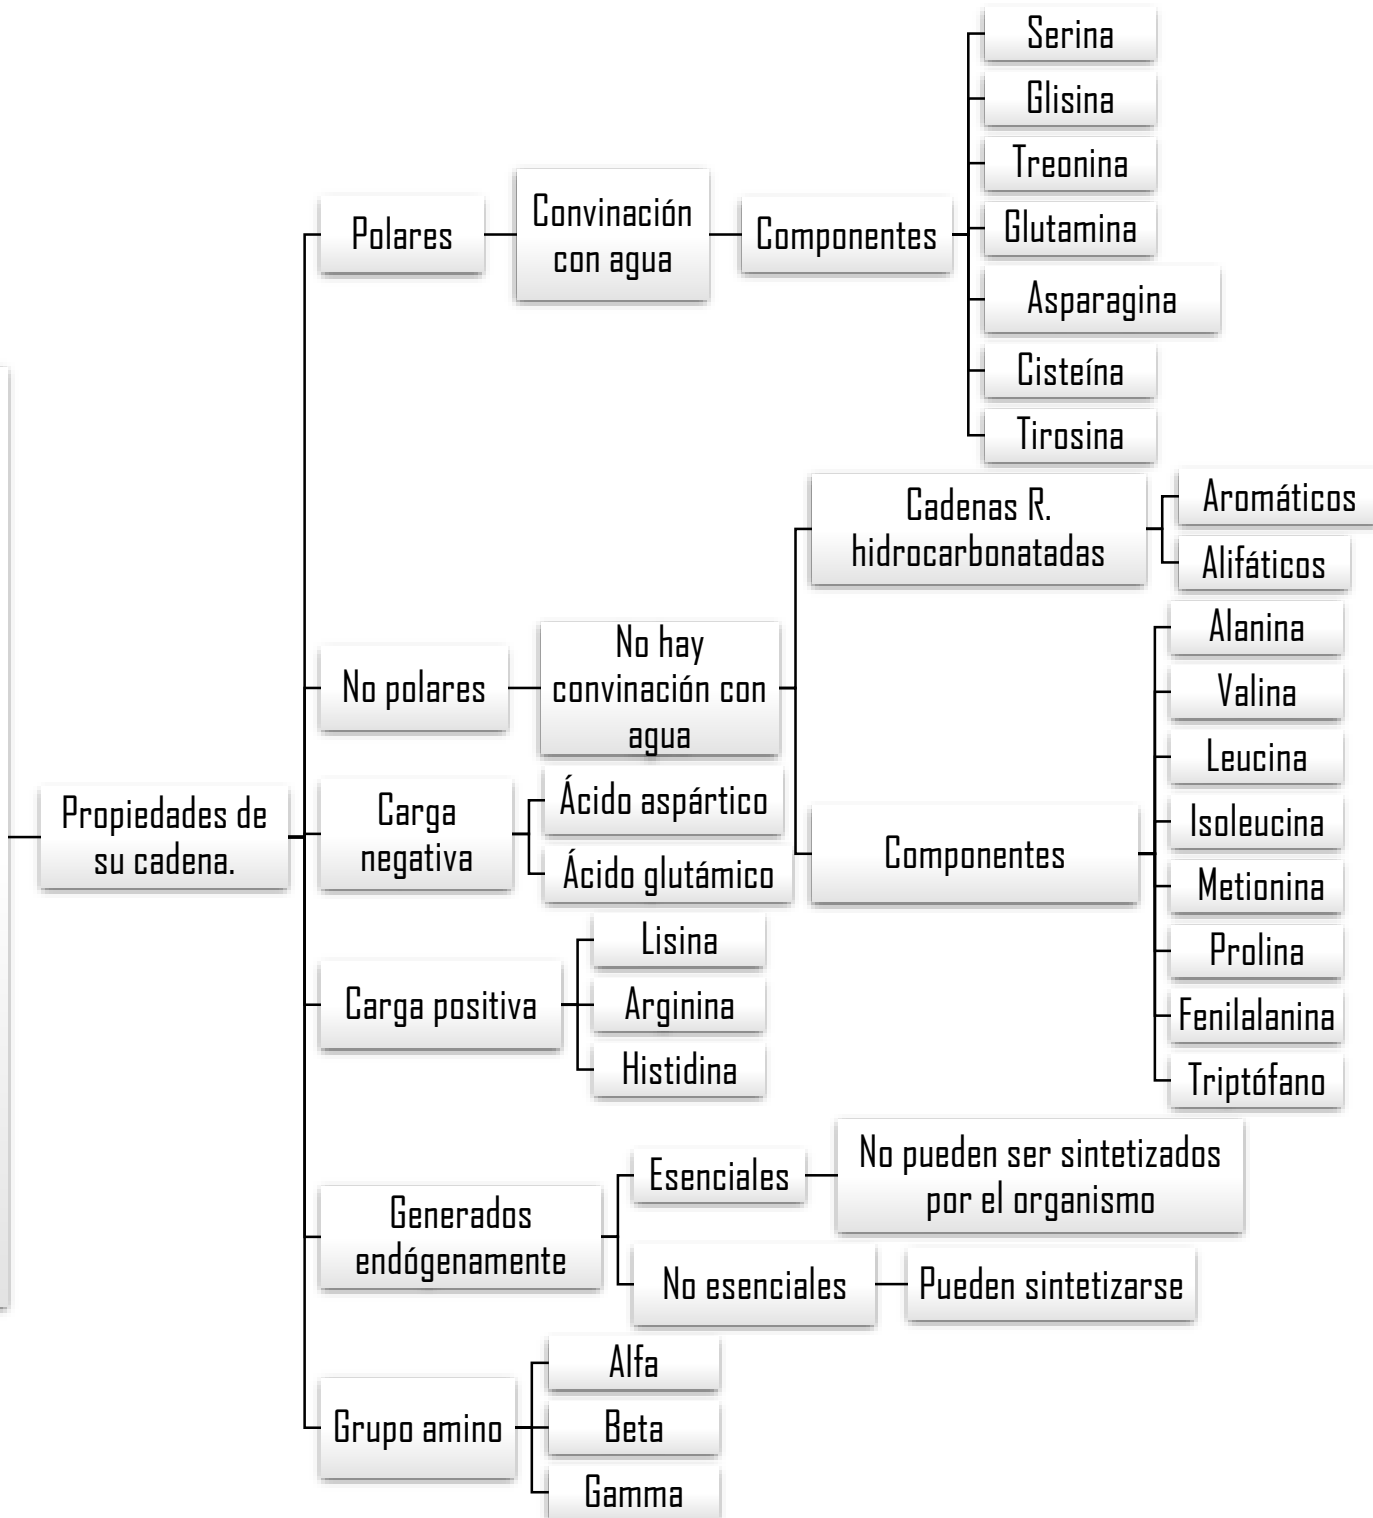 Propiedades de
su cadena.
Polares
Convinación
con agua
Componentes
Serina
Glisina
Treonina
Glutamina
Asparagina
Cisteína
Tirosina
No polares
No hay
convinación con
agua
Cadenas R.
hidrocarbonatadas
Aromáticos
Alifáticos
Componentes
Alanina
Valina
Leucina
Isoleucina
Metionina
Prolina
Fenilalanina
Triptófano
Carga
negativa
Ácido aspártico
Ácido glutámico
Carga positiva
Lisina
Arginina
Histidina
Generados
endógenamente
Esenciales
No pueden ser sintetizados
por el organismo
No esenciales
Pueden sintetizarse
Grupo amino
Alfa
Beta
Gamma